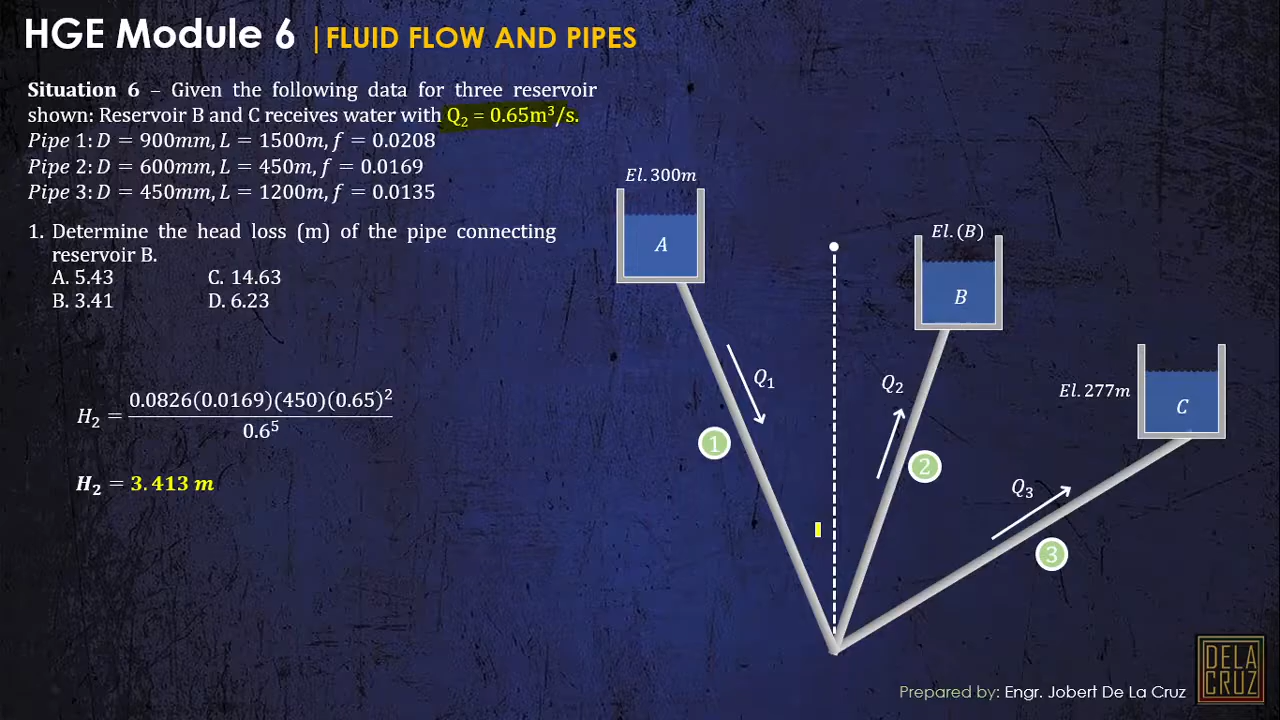 HGE Module 6 | FLUID FLOW AND PIPES
Situation 6 – Given the following data for three reservoir
shown: Reservoir B and C receives water with Q₂ = 0.65m³/s.
Pipe 1: D = 900mm, L = 1500m, f = 0.0208
Pipe 2: D = 600mm, L = 450m, f = 0.0169
Pipe 3: D = 450mm, L = 1200m, f = 0.0135
1. Determine the head loss (m) of the pipe connecting
reservoir B.
A. 5.43 C. 14.63
B. 3.41 D. 6.23
H₂ = 0.0826(0.0169)(450)(0.65)² / 0.6⁵
H₂ = 3.413 m
El. 300m
A
El. (B)
B
El. 277m
C
Q₁
Q₂
Q₃
1
2
3
Prepared by: Engr. Jobert De La Cruz
DELA
CRUZ